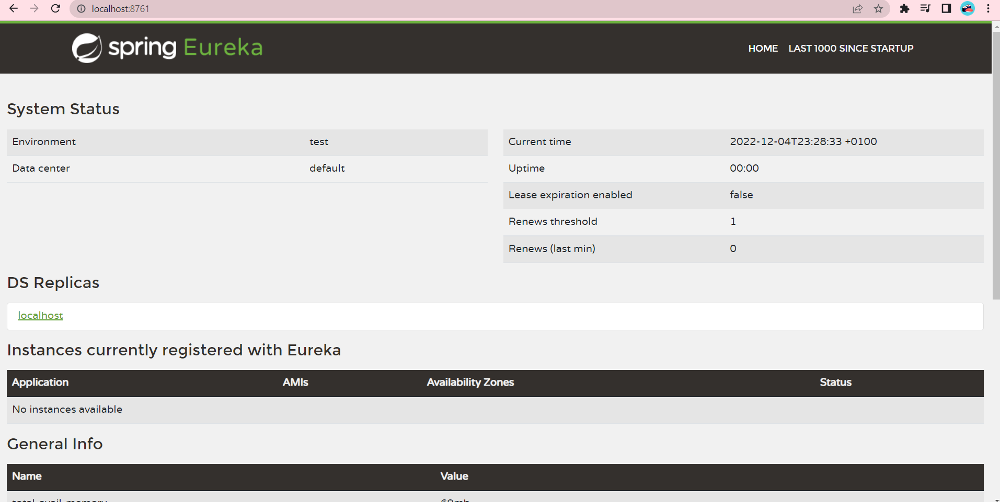 localhost:8761
spring Eureka
HOME LAST 1000 SINCE STARTUP
System Status
Environment test
Data center default
Current time 2022-12-04T23:28:33 +0100
Uptime 00:00
Lease expiration enabled false
Renews threshold 1
Renews (last min) 0
DS Replicas
localhost
Instances currently registered with Eureka
Application AMIs Availability Zones Status
No instances available
General Info
Name Value
total-avail-memory